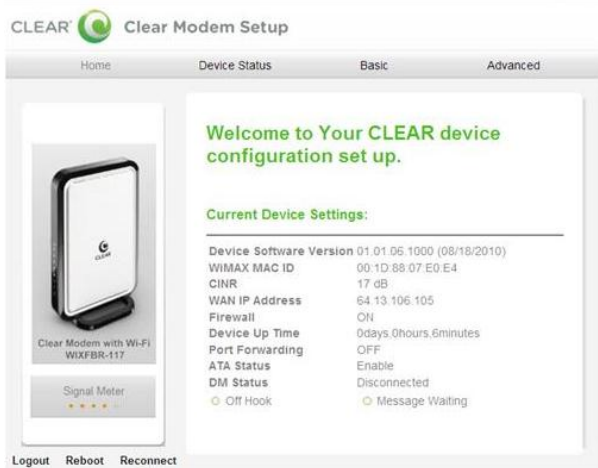 CLEAR Clear Modem Setup
Home Device Status Basic Advanced
Welcome to Your CLEAR device
configuration set up.
Current Device Settings:
Device Software Version 01.01.06.1000 (08/18/2010)
WiMAX MAC ID 00:1D:88:07:E0:E4
CINR 17 dB
WAN IP Address 64.13.106.105
Firewall ON
Device Up Time 0days,0hours,6minutes
Port Forwarding OFF
ATA Status Enable
DM Status Disconnected
Off Hook Message Waiting
CLEAR
Clear Modem with Wi-Fi
WIXFBR-117
Signal Meter
Logout Reboot Reconnect